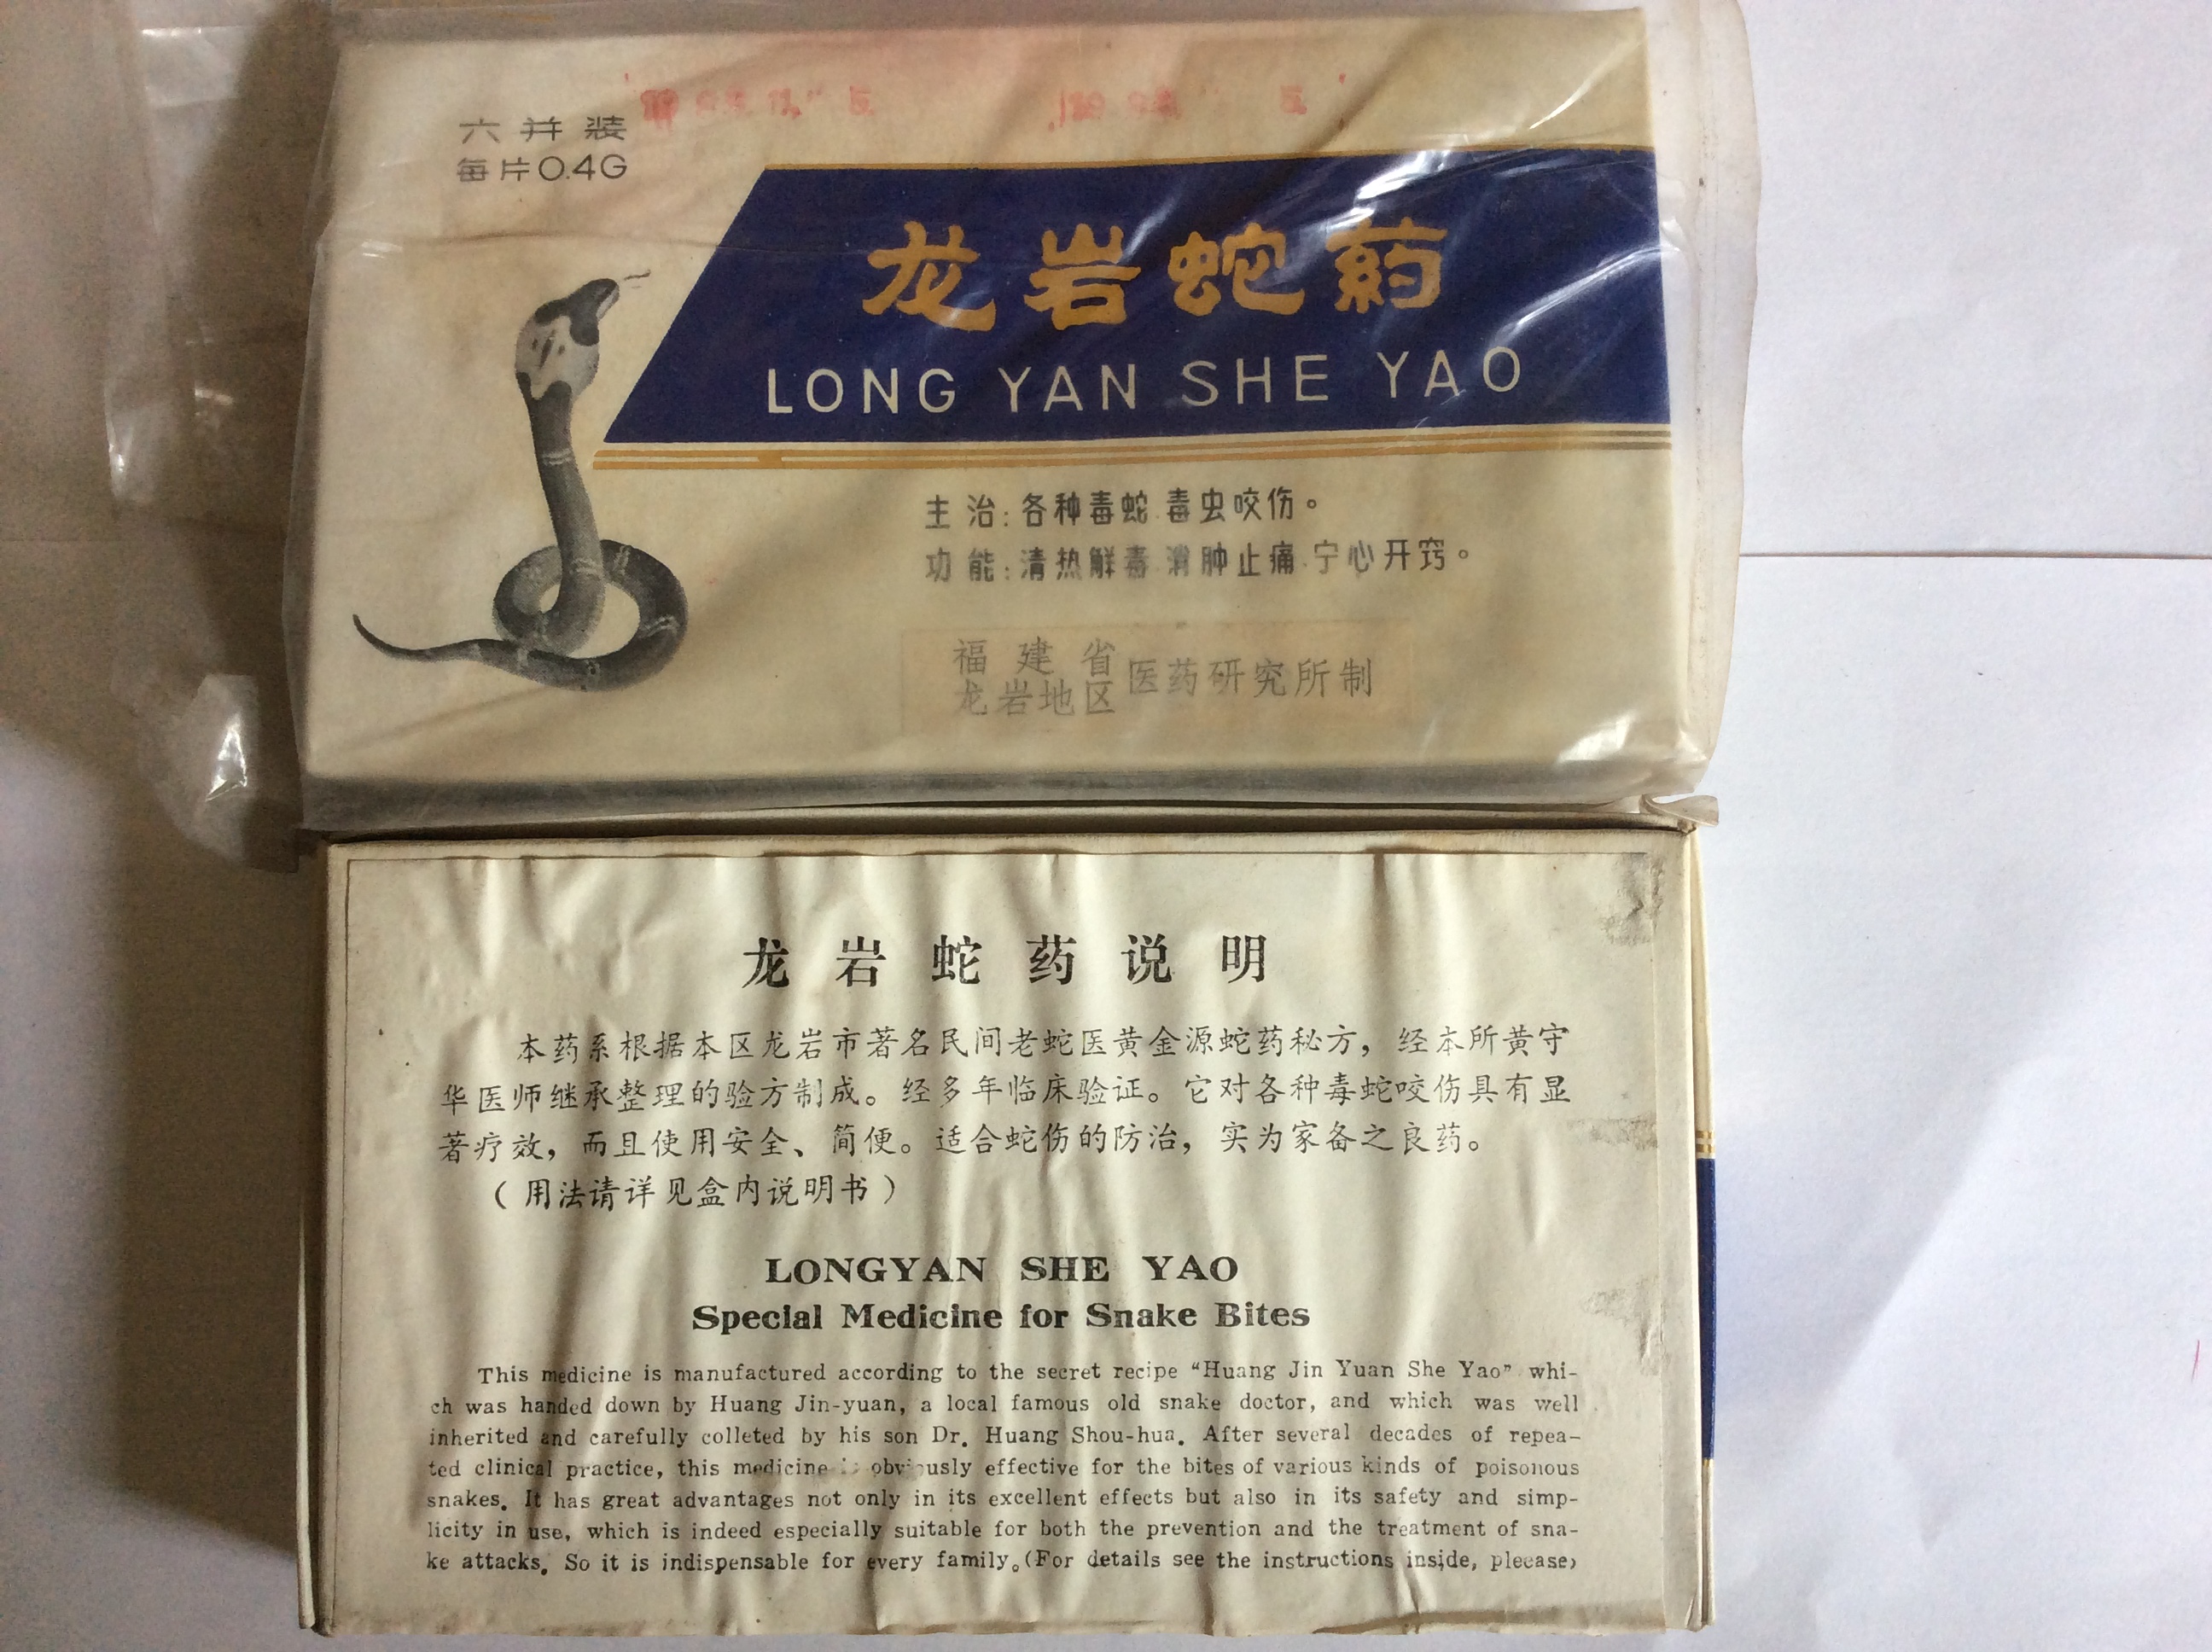 六并装
每片0.4G
龙岩蛇药
LONG YAN SHE YAO
主治:各种毒蛇 毒虫咬伤。
功能:清热解毒 消肿止痛 宁心开窍。
福建省
龙岩地区
医药研究所制
龙岩蛇药说明
本药系根据本区龙岩市著名民间老蛇医黄金源蛇药秘方，经本所黄守
华医师继承整理的验方制成。经多年临床验证。它对各种毒蛇咬伤具有显
著疗效，而且使用安全、简便。适合蛇伤的防治，实为家备之良药。
（用法请详见盒内说明书）
LONGYAN SHE YAO
Special Medicine for Snake Bites
This medicine is manufactured according to the secret recipe “Huang Jin Yuan She Yao” whi-
ch was handed down by Huang Jin-yuan, a local famous old snake doctor, and which was well
inherited and carefully colleted by his son Dr. Huang Shou-hua. After several decades of repea-
ted clinical practice, this medicine is obviously effective for the bites of various kinds of poisonous
snakes. It has great advantages not only in its excellent effects but also in its safety and simp-
licity in use, which is indeed especially suitable for both the prevention and the treatment of sna-
ke attacks. So it is indispensable for every family。(For details see the instructions inside, pleease)